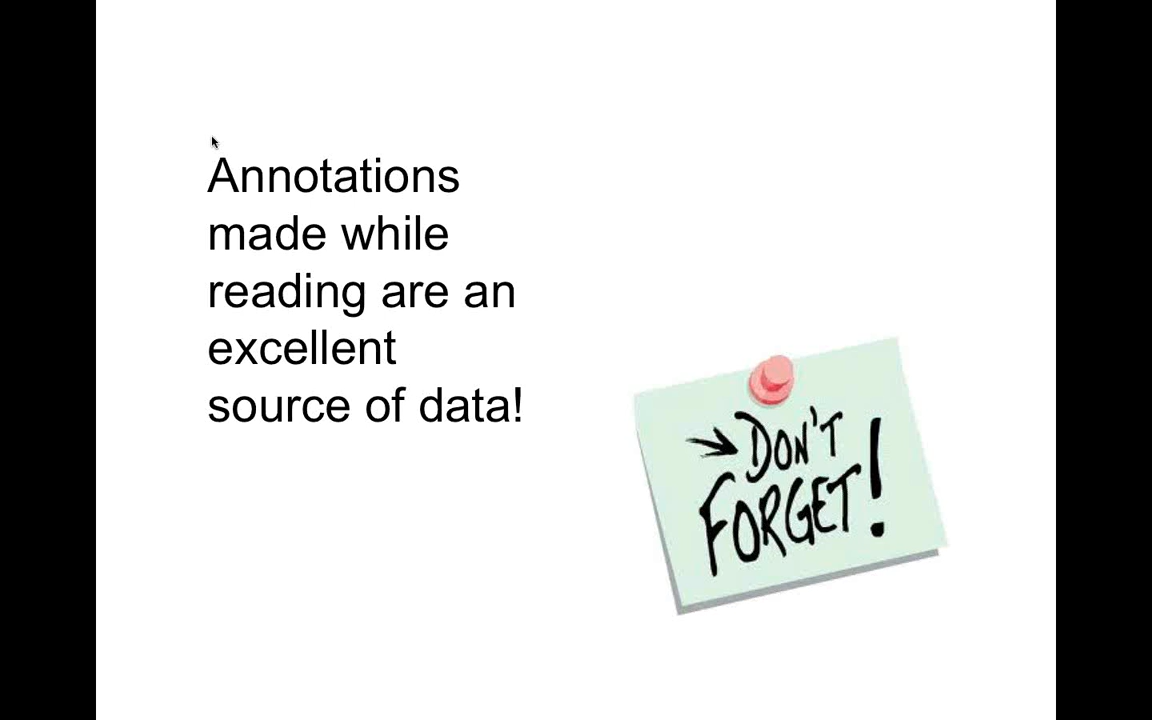 Annotations
made while
reading are an
excellent
source of data!
DON'T
FORGET!